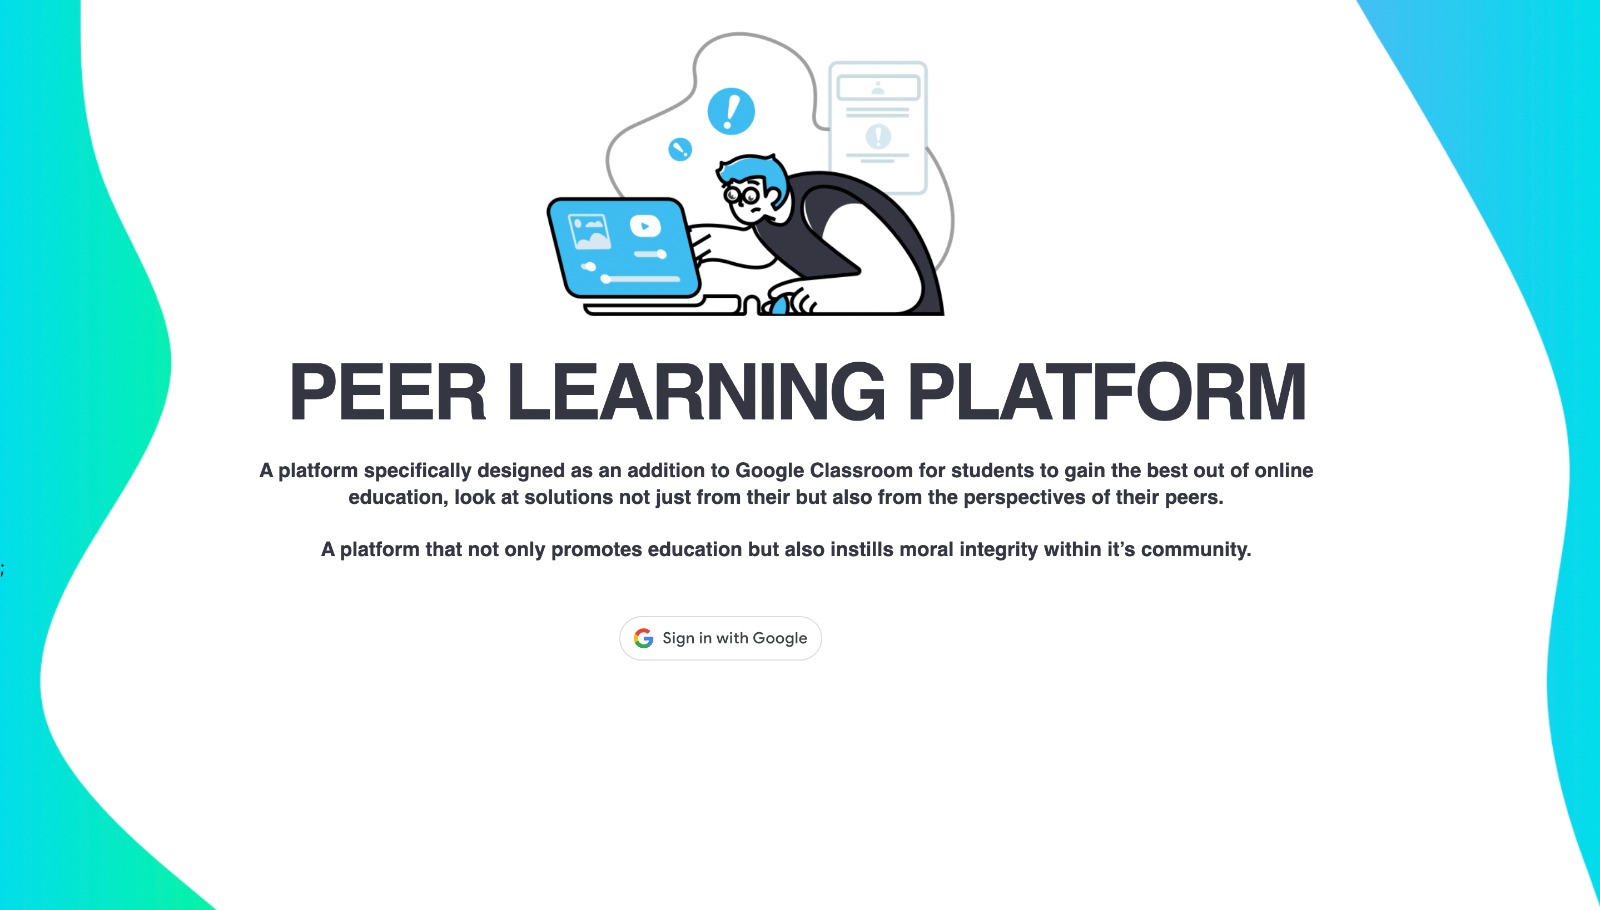 PEER LEARNING PLATFORM
A platform specifically designed as an addition to Google Classroom for students to gain the best out of online
education, look at solutions not just from their but also from the perspectives of their peers.
A platform that not only promotes education but also instills moral integrity within it’s community.
;
Sign in with Google